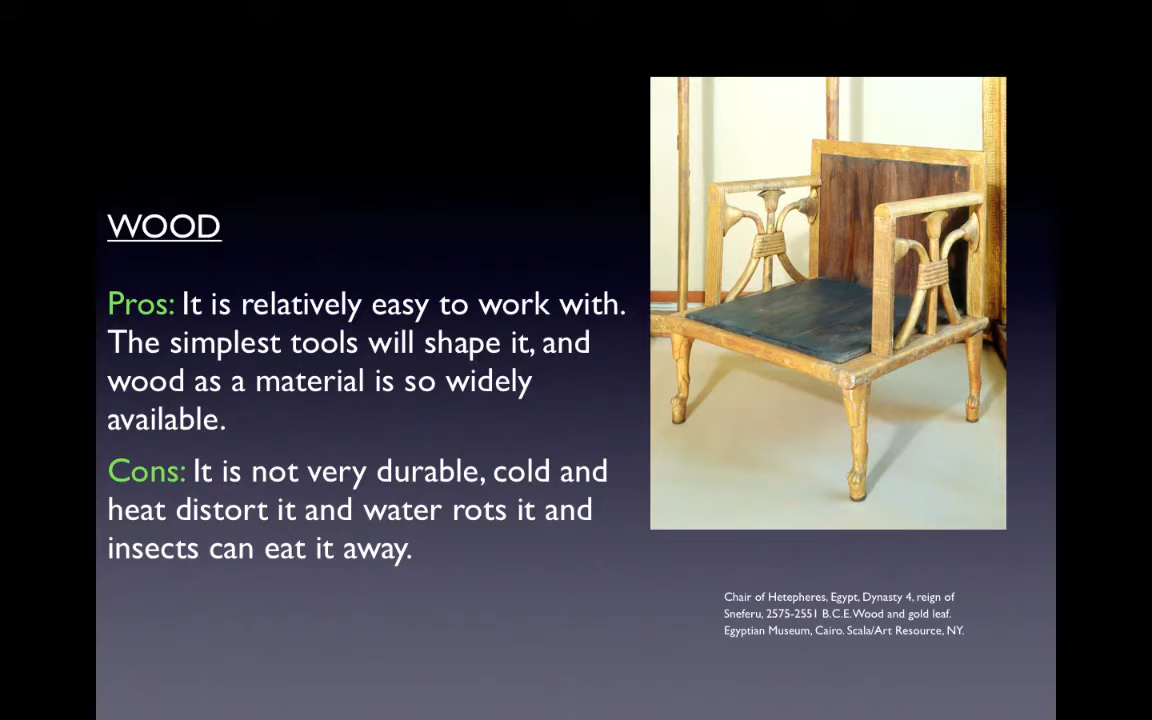 WOOD
Pros: It is relatively easy to work with.
The simplest tools will shape it, and
wood as a material is so widely
available.
Cons: It is not very durable, cold and
heat distort it and water rots it and
insects can eat it away.
Chair of Hetepheres, Egypt, Dynasty 4, reign of
Sneferu, 2575-2551 B.C.E. Wood and gold leaf.
Egyptian Museum, Cairo. Scala/Art Resource, NY.